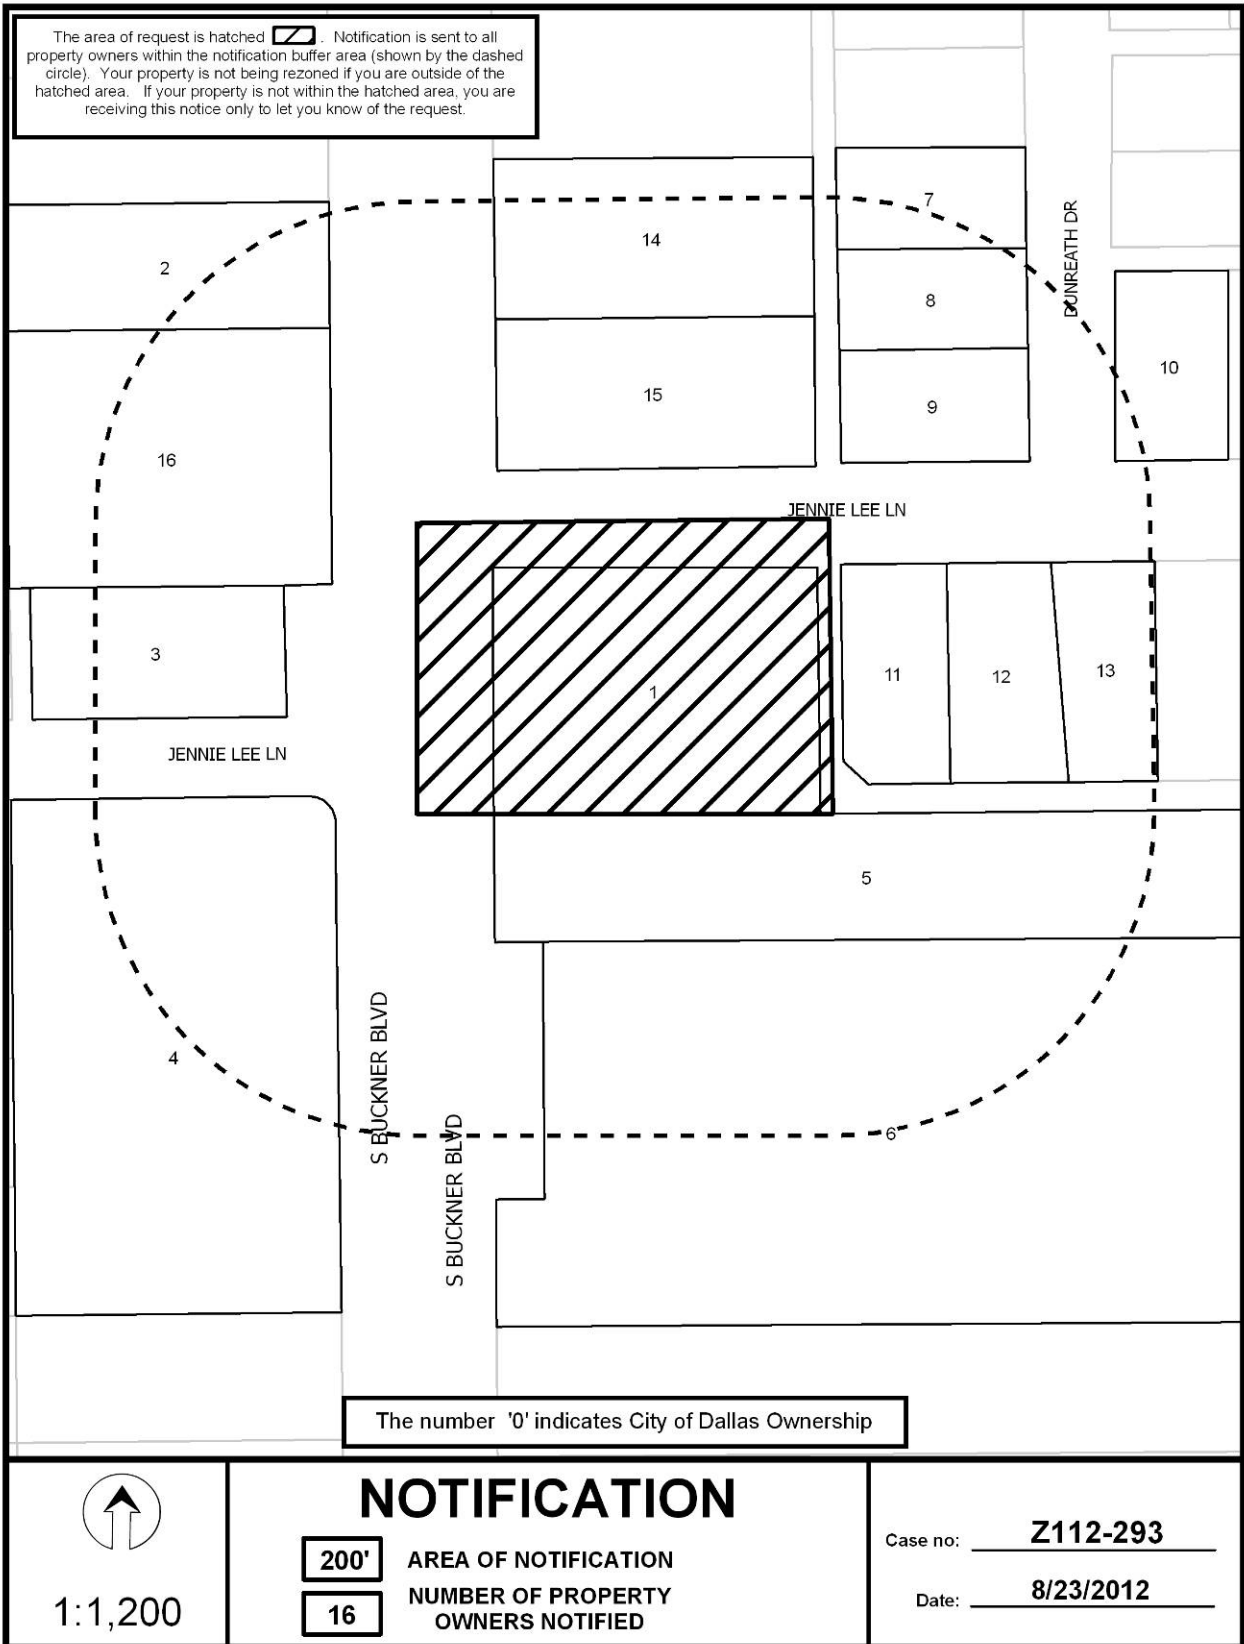 The area of request is hatched . Notification is sent to all
property owners within the notification buffer area (shown by the dashed
circle). Your property is not being rezoned if you are outside of the
hatched area. If your property is not within the hatched area, you are
receiving this notice only to let you know of the request.
7
DUNREATH DR
14
2
8
10
15
9
16
JENNIE LEE LN
3
1
11
12
13
JENNIE LEE LN
5
4
S BUCKNER BLVD
S BUCKNER BLVD
6
The number '0' indicates City of Dallas Ownership
1:1,200
NOTIFICATION
200' AREA OF NOTIFICATION
16 NUMBER OF PROPERTY
OWNERS NOTIFIED
Case no: Z112-293
Date: 8/23/2012